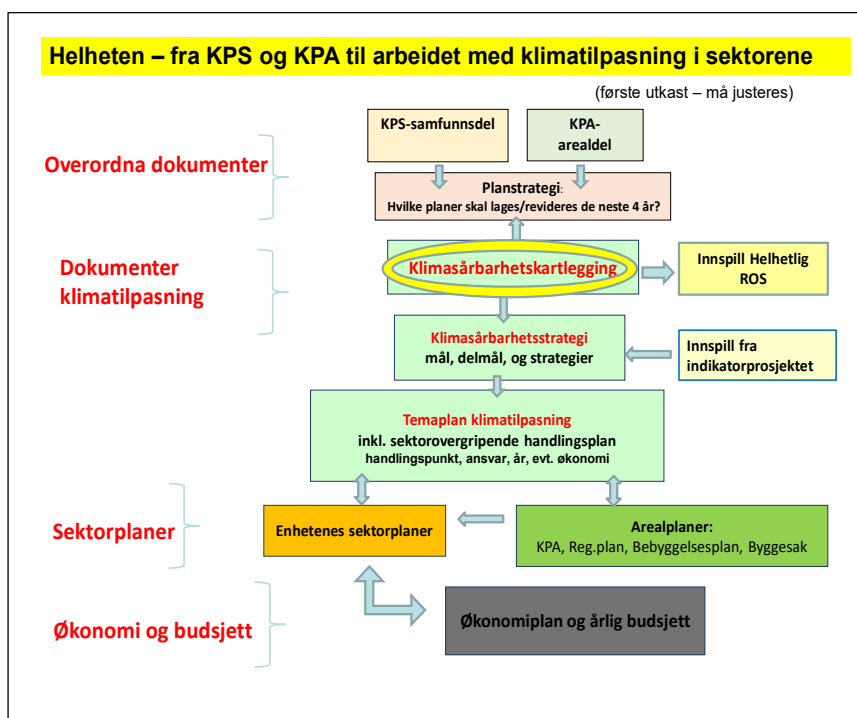 Helheten – fra KPS og KPA til arbeidet med klimatilpasning i sektorene
(første utkast – må justeres)
KPS-samfunnsdel
KPA-
arealdel
Overordna dokumenter
Planstrategi:
Hvilke planer skal lages/revideres de neste 4 år?
Dokumenter
klimatilpasning
Klimasårbarhetskartlegging
Innspill Helhetlig
ROS
Klimasårbarhetsstrategi
mål, delmål, og strategier
Innspill fra
indikatorprosjektet
Temaplan klimatilpasning
inkl. sektorovergripende handlingsplan
handlingspunkt, ansvar, år, evt. økonomi
Sektorplaner
Enhetenes sektorplaner
Arealplaner:
KPA, Reg.plan, Bebyggelsesplan, Byggesak
Økonomi og budsjett
Økonomiplan og årlig budsjett